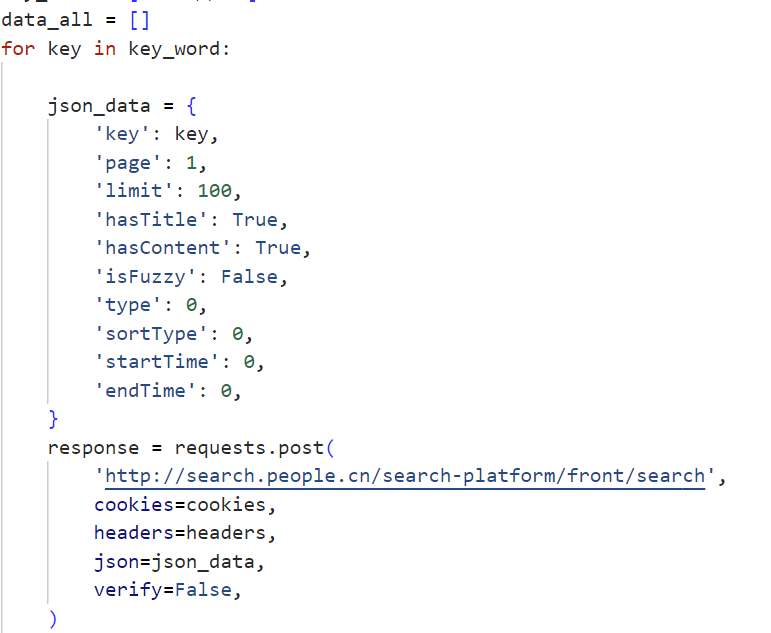 data_all = []
for key in key_word:
json_data = {
'key': key,
'page': 1,
'limit': 100,
'hasTitle': True,
'hasContent': True,
'isFuzzy': False,
'type': 0,
'sortType': 0,
'startTime': 0,
'endTime': 0,
}
response = requests.post(
'http://search.people.cn/search-platform/front/search',
cookies=cookies,
headers=headers,
json=json_data,
verify=False,
)